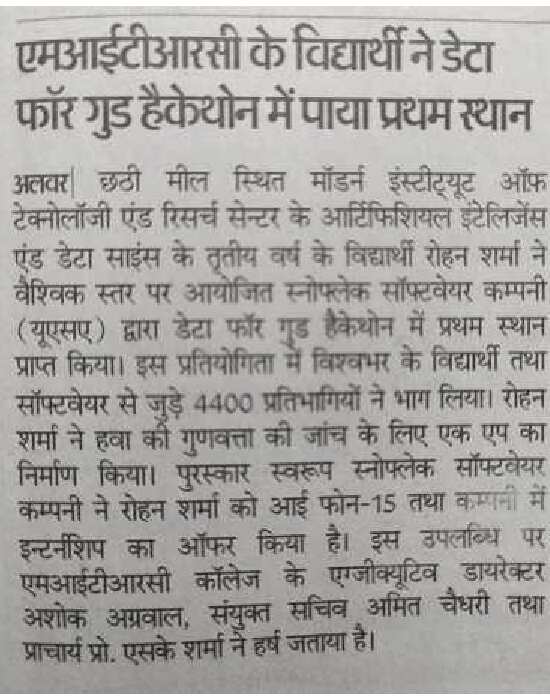 एमआईटीआरसी के विद्यार्थी ने डेटा
फॉर गुड हैकेथोन में पाया प्रथम स्थान
अलवर| छठी मील स्थित मॉडर्न इंस्टीट्यूट ऑफ
टेक्नोलॉजी एंड रिसर्च सेन्टर के आर्टिफिशियल इंटेलिजेंस
एंड डेटा साइंस के तृतीय वर्ष के विद्यार्थी रोहन शर्मा ने
वैश्विक स्तर पर आयोजित स्नोफ्लेक सॉफ्टवेयर कम्पनी
(यूएसए) द्वारा डेटा फॉर गुड हैकेथोन में प्रथम स्थान
प्राप्त किया। इस प्रतियोगिता में विश्वभर के विद्यार्थी तथा
सॉफ्टवेयर से जुड़े 4400 प्रतिभागियों ने भाग लिया। रोहन
शर्मा ने हवा की गुणवत्ता की जांच के लिए एक एप का
निर्माण किया। पुरस्कार स्वरूप स्नोफ्लेक सॉफ्टवेयर
कम्पनी ने रोहन शर्मा को आई फोन-15 तथा कम्पनी में
इन्टर्नशिप का ऑफर किया है। इस उपलब्धि पर
एमआईटीआरसी कॉलेज के एग्जीक्यूटिव डायरेक्टर
अशोक अग्रवाल, संयुक्त सचिव अमित चैधरी तथा
प्राचार्य प्रो. एसके शर्मा ने हर्ष जताया है।